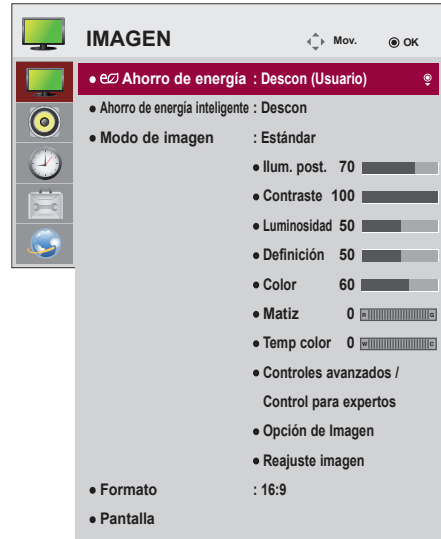 IMAGEN Mov. OK
• Ahorro de energía : Descon (Usuario)
• Ahorro de energía inteligente : Descon
• Modo de imagen : Estándar
• Ilum. post. 70
• Contraste 100
• Luminosidad 50
• Definición 50
• Color 60
• Matiz 0 R G
• Temp color 0 W C
• Controles avanzados /
Control para expertos
• Opción de Imagen
• Reajuste imagen
• Formato : 16:9
• Pantalla